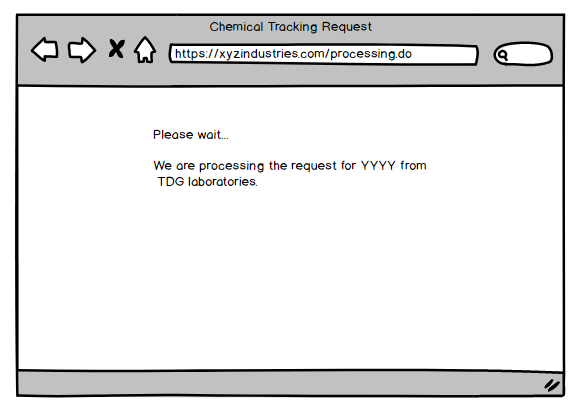 Chemical Tracking Request
https://xyzindustries.com/processing.do
Please wait...
We are processing the request for YYYY from
TDG laboratories.